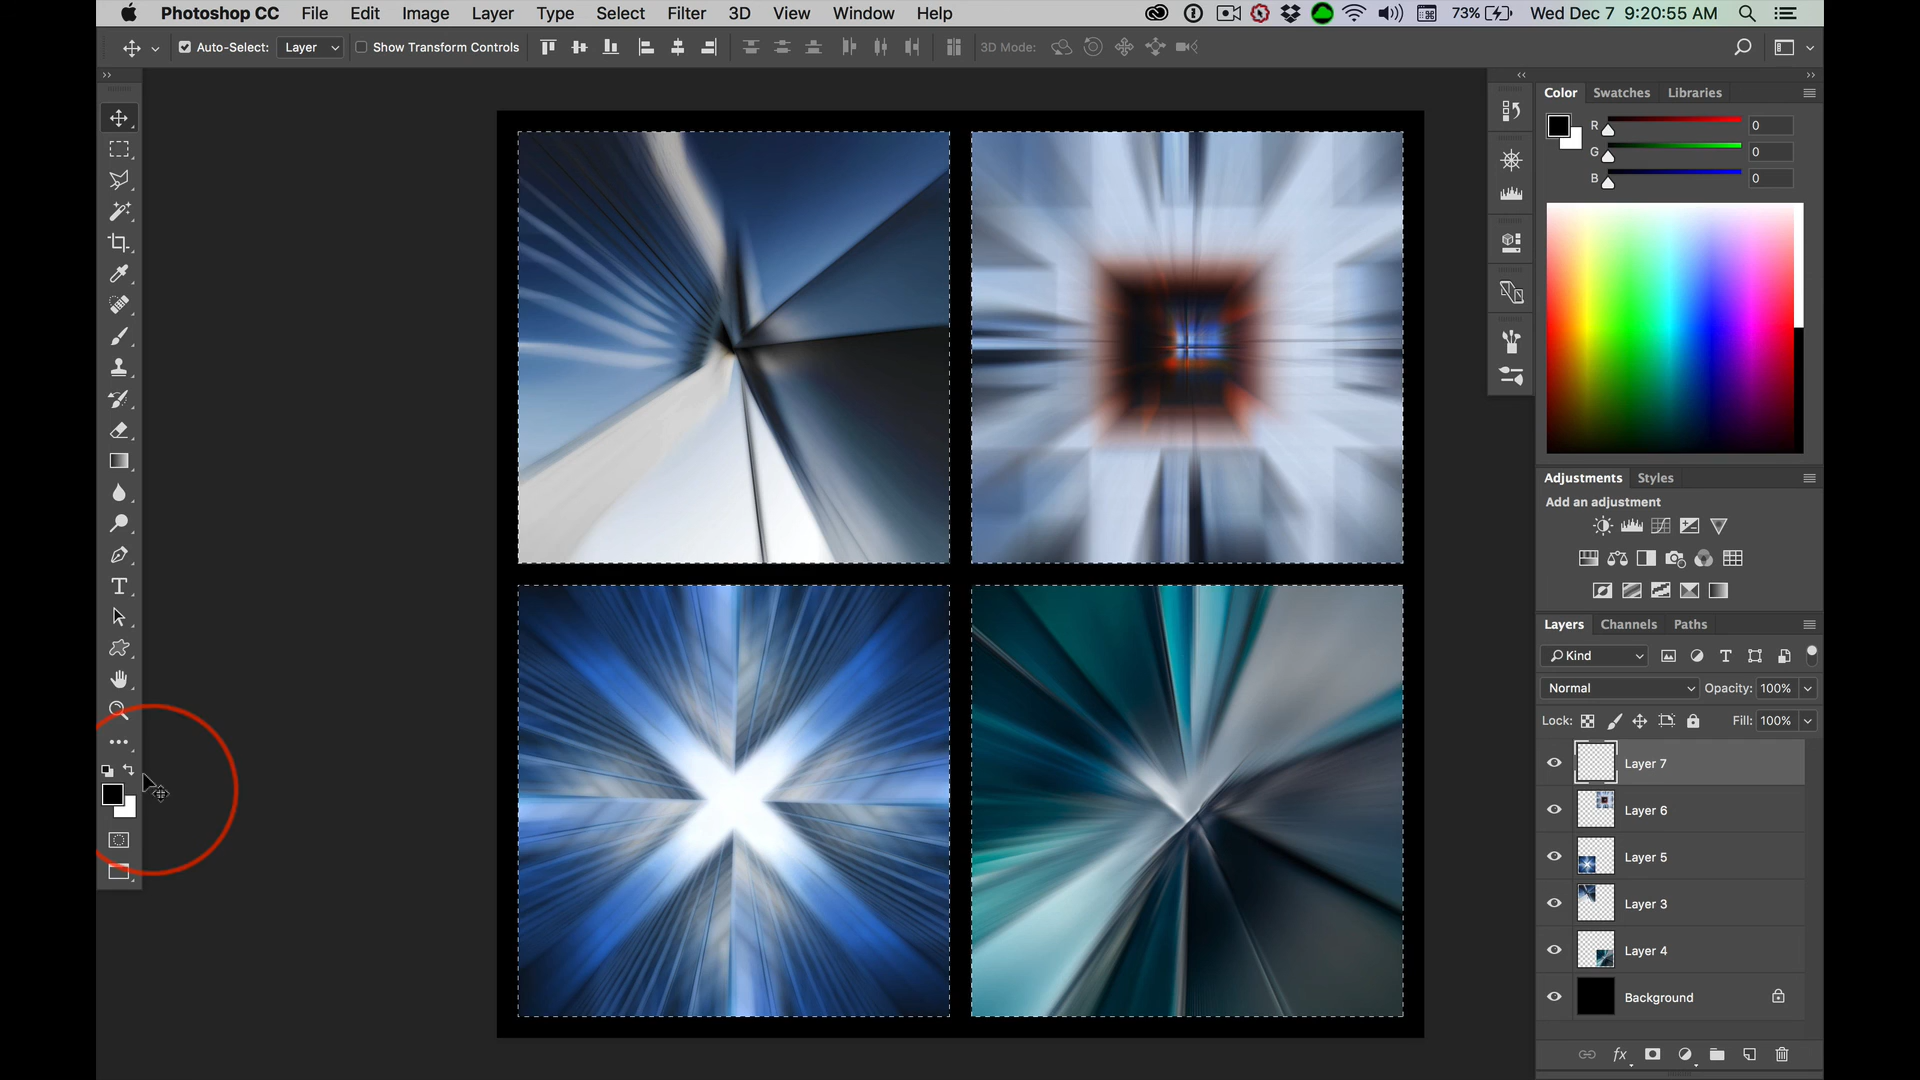 Photoshop CC File Edit Image Layer Type Select Filter 3D View Window Help 73% Wed Dec 7 9:20:55 AM
Auto-Select: Layer Show Transform Controls 3D Mode:
Color Swatches Libraries
R 0
G 0
B 0
Adjustments Styles
Add an adjustment
Layers Channels Paths
Kind
Normal Opacity: 100%
Lock: Fill: 100%
Layer 7
Layer 6
Layer 5
Layer 3
Layer 4
Background
fx